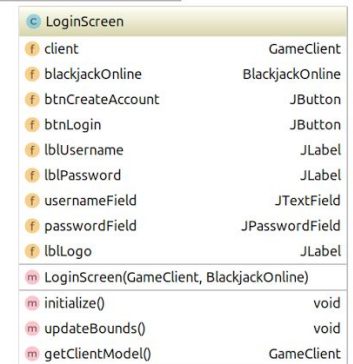 C LoginScreen
f client GameClient
f blackjackOnline BlackjackOnline
f btnCreateAccount JButton
f btnLogin JButton
f lblUsername JLabel
f lblPassword JLabel
f usernameField JTextField
f passwordField JPasswordField
f lblLogo JLabel
m LoginScreen(GameClient, BlackjackOnline)
m initialize() void
m updateBounds() void
m getClientModel() GameClient